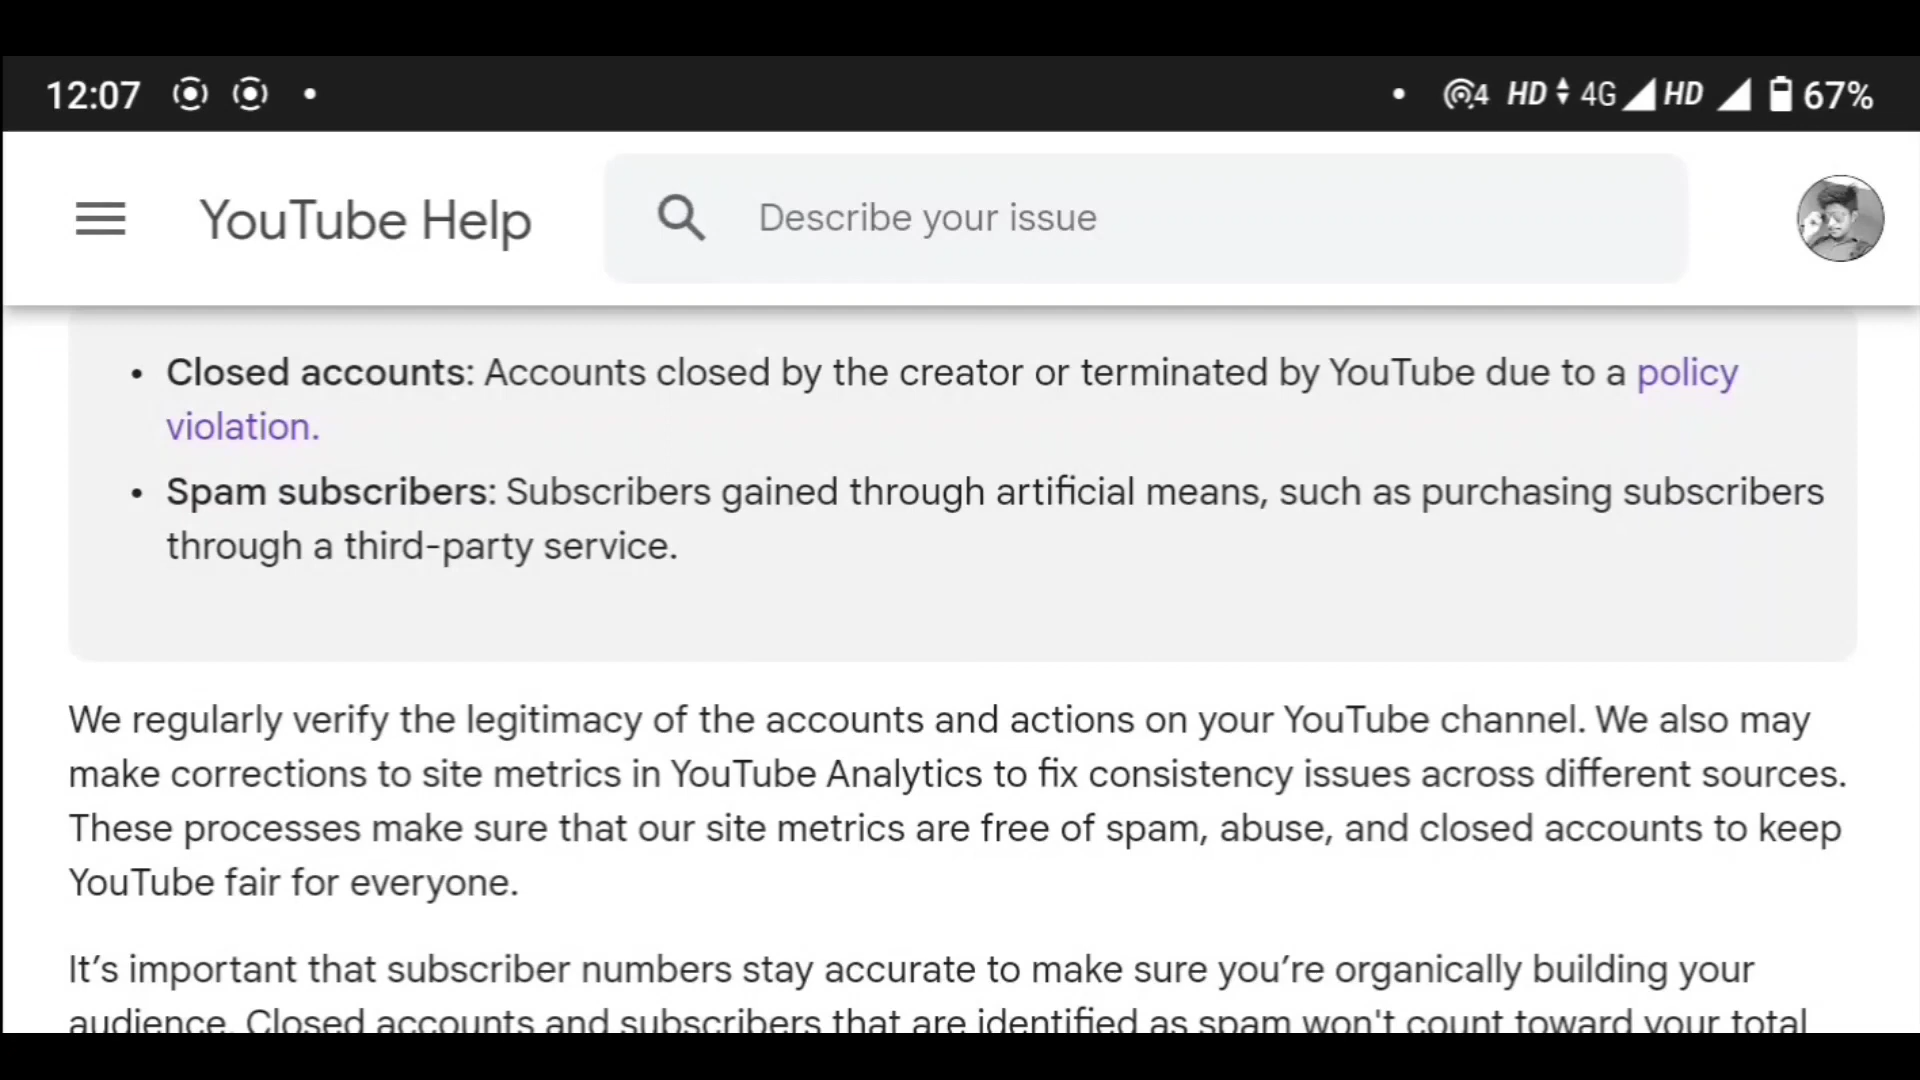 12:07
4 HD 4G HD 67%
YouTube Help
Describe your issue
• Closed accounts: Accounts closed by the creator or terminated by YouTube due to a policy
violation.
• Spam subscribers: Subscribers gained through artificial means, such as purchasing subscribers
through a third-party service.
We regularly verify the legitimacy of the accounts and actions on your YouTube channel. We also may
make corrections to site metrics in YouTube Analytics to fix consistency issues across different sources.
These processes make sure that our site metrics are free of spam, abuse, and closed accounts to keep
YouTube fair for everyone.
It’s important that subscriber numbers stay accurate to make sure you’re organically building your
audience. Closed accounts and subscribers that are identified as spam won't count toward your total